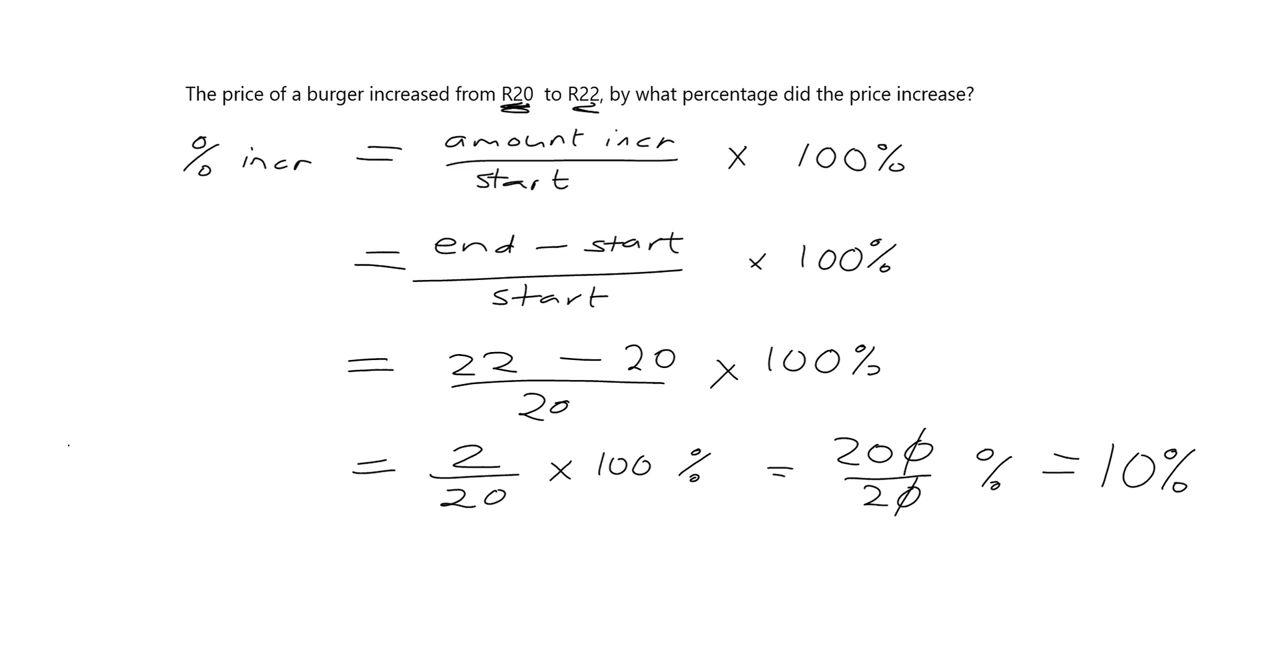 The price of a burger increased from R20 to R22, by what percentage did the price increase?
% incr = amount incr / start × 100%
= end - start / start × 100%
= 22 - 20 / 20 × 100%
= 2 / 20 × 100 % = 200 / 20 % = 10%